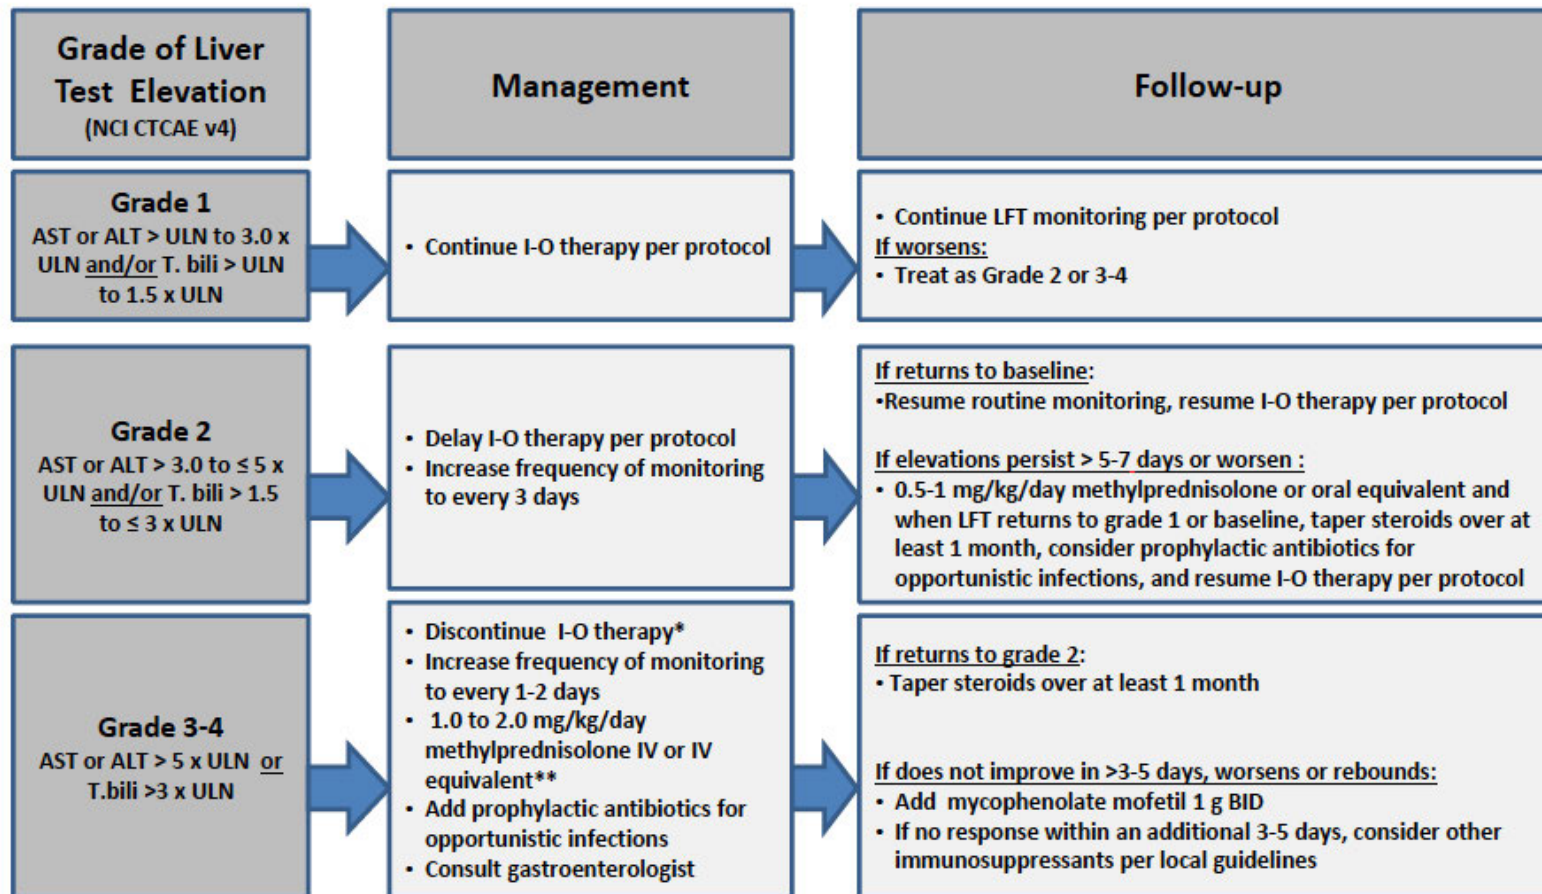 Grade of Liver
Test  Elevation
(NCI CTCAE v4)
Management
Follow-up
Grade 1
AST or ALT > ULN to 3.0 x
ULN and/or T. bili > ULN
to 1.5 x ULN
• Continue I-O therapy per protocol
• Continue LFT monitoring per protocol
If worsens:
• Treat as Grade 2 or 3-4
Grade 2
AST or ALT > 3.0 to ≤ 5 x
ULN and/or T. bili > 1.5
to ≤ 3 x ULN
• Delay I-O therapy per protocol
• Increase frequency of monitoring
to every 3 days
If returns to baseline:
•Resume routine monitoring, resume I-O therapy per protocol
If elevations persist > 5-7 days or worsen :
• 0.5-1 mg/kg/day methylprednisolone or oral equivalent and
when LFT returns to grade 1 or baseline, taper steroids over at
least 1 month, consider prophylactic antibiotics for
opportunistic infections, and resume I-O therapy per protocol
Grade 3-4
AST or ALT > 5 x ULN  or
T.bili >3 x ULN
• Discontinue  I-O therapy*
• Increase frequency of monitoring
to every 1-2 days
•  1.0 to 2.0 mg/kg/day
methylprednisolone IV or IV
equivalent**
• Add prophylactic antibiotics for
opportunistic infections
• Consult gastroenterologist
If returns to grade 2:
• Taper steroids over at least 1 month
If does not improve in >3-5 days, worsens or rebounds:
• Add  mycophenolate mofetil 1 g BID
• If no response within an additional 3-5 days, consider other
immunosuppressants per local guidelines